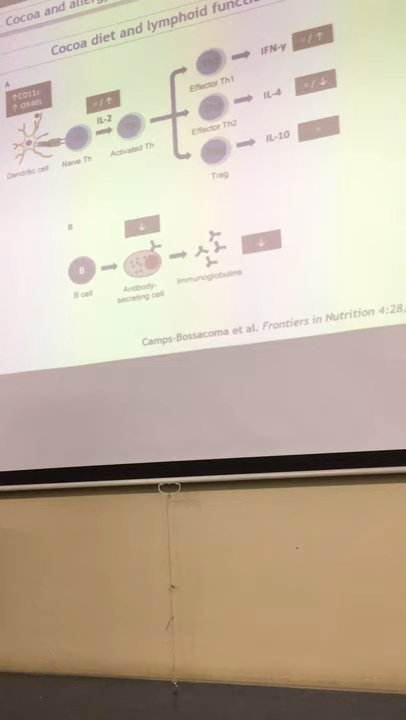 Cocoa and allergy
Cocoa diet and lymphoid functi
A
↑CD11c
↑ OX40L
= / ↑
IL-2
Dendritic cell
Naive Th
Activated Th
Effector Th1
IFN-γ
= / ↑
Effector Th2
IL-4
= / ↓
Treg
IL-10
B
↓
B
B cell
Antibody-
secreting cell
Immunoglobulins
↓
Camps-Bossacoma et al. Frontiers in Nutrition 4:28,